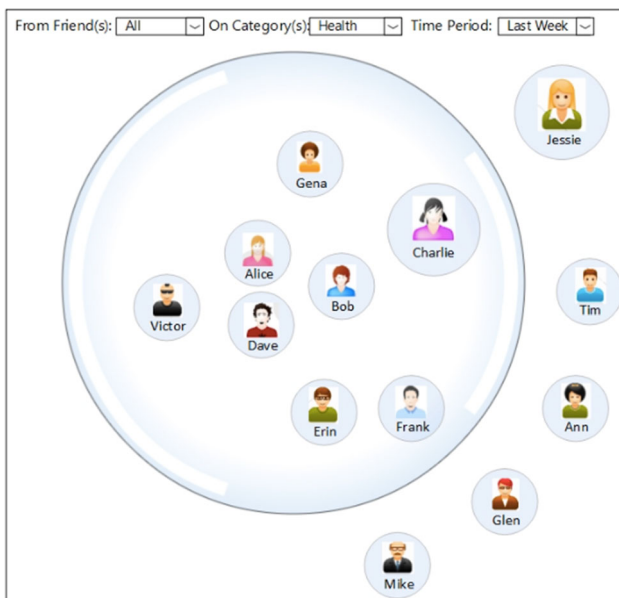 From Friend(s): All On Category(s): Health Time Period: Last Week
Jessie
Gena
Charlie
Alice
Bob
Tim
Victor
Dave
Erin
Frank
Ann
Glen
Mike